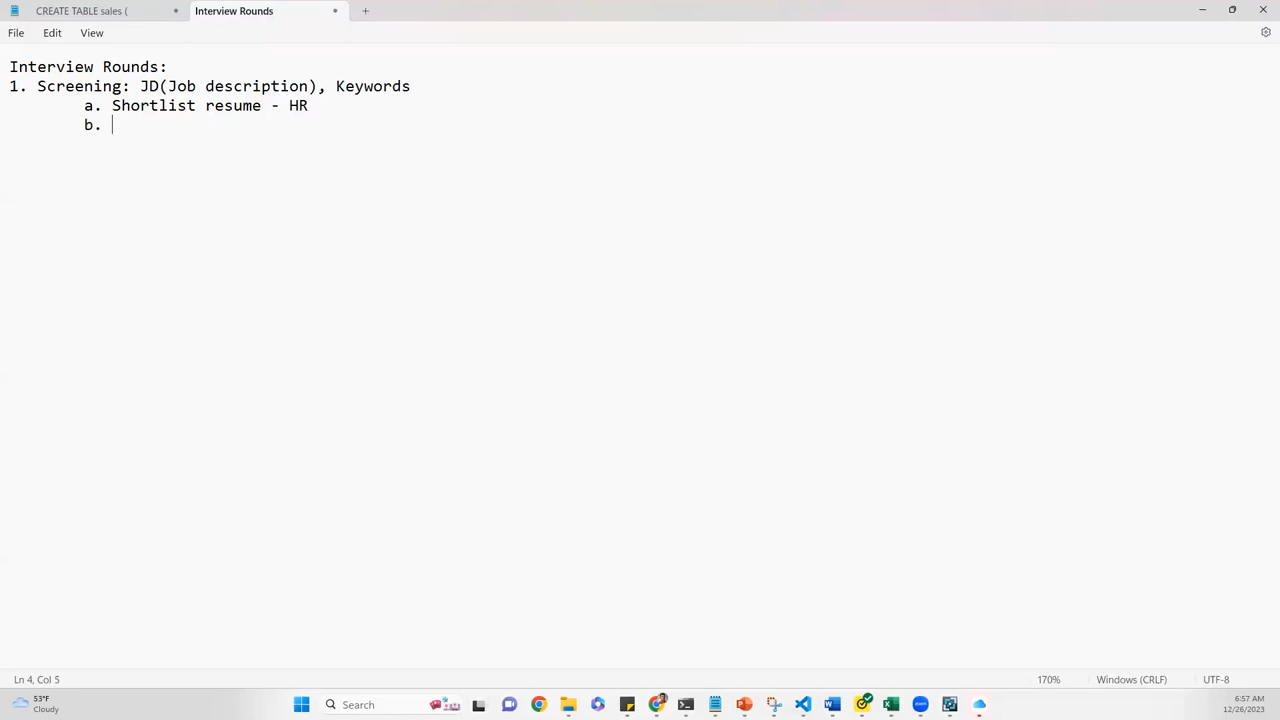 CREATE TABLE sales (
Interview Rounds
File Edit View
Interview Rounds:
1. Screening: JD(Job description), Keywords
a. Shortlist resume - HR
b.
Ln 4, Col 5
170%
Windows (CRLF)
UTF-8
53°F
Cloudy
Search
6:57 AM
12/26/2023